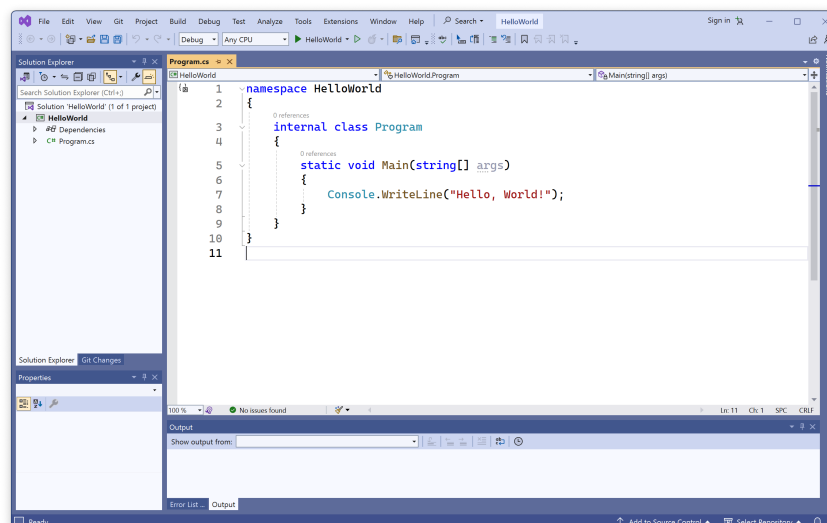 File Edit View Git Project Build Debug Test Analyze Tools Extensions Window Help Search HelloWorld Sign in
Debug Any CPU HelloWorld
Solution Explorer
Search Solution Explorer (Ctrl+;)
Solution 'HelloWorld' (1 of 1 project)
HelloWorld
Dependencies
C# Program.cs
Solution Explorer Git Changes
Properties
Program.cs
HelloWorld HelloWorld.Program Main(string[] args)
1 namespace HelloWorld
2 {
0 references
3 internal class Program
4 {
0 references
5 static void Main(string[] args)
6 {
7 Console.WriteLine("Hello, World!");
8 }
9 }
10 }
11
100 % No issues found Ln: 11 Ch: 1 SPC CRLF
Output
Show output from:
Error List ... Output
Ready Add to Source Control Select Repository